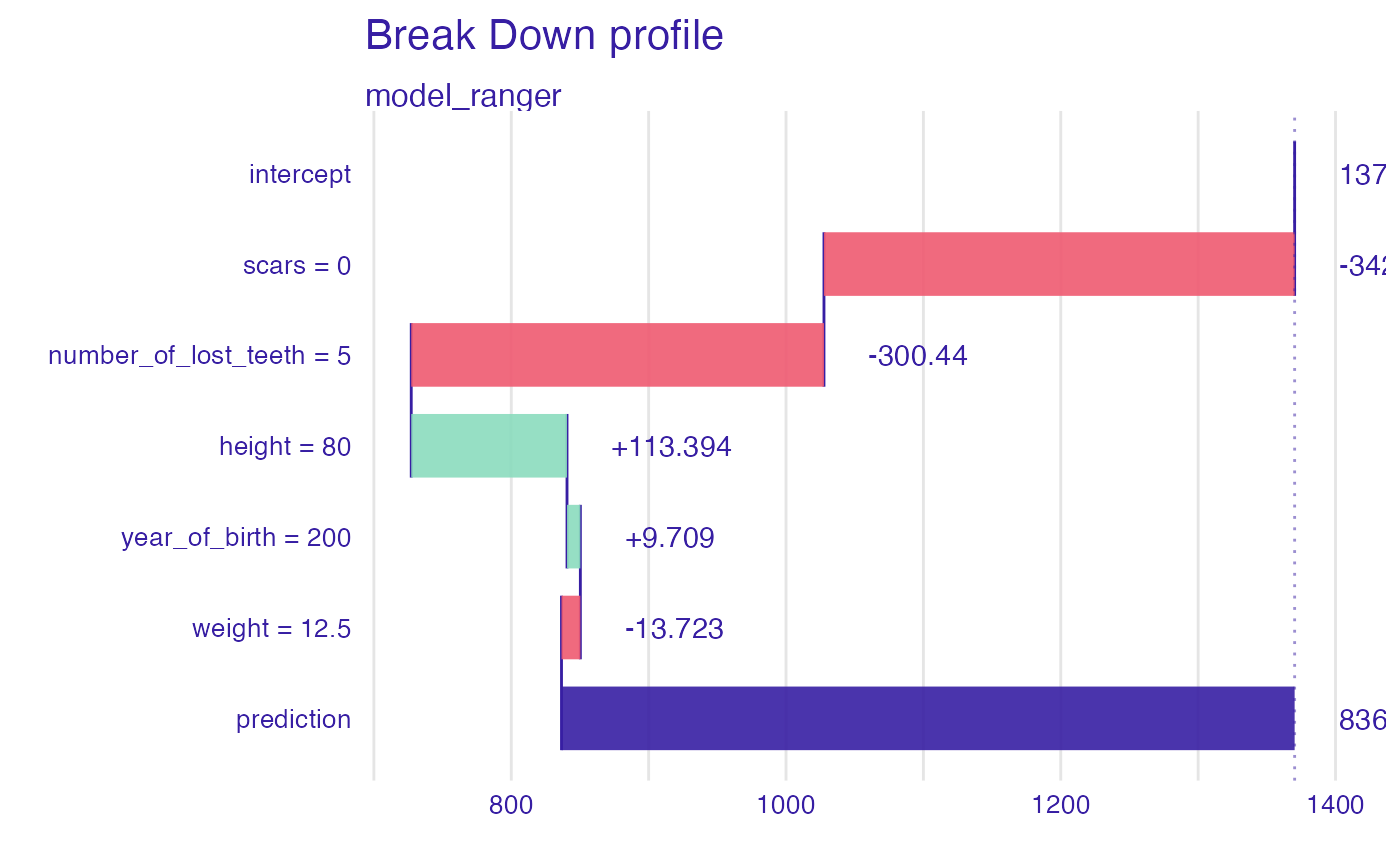 Break Down profile
model_ranger
intercept 137
scars = 0 -342
number_of_lost_teeth = 5 -300.44
height = 80 +113.394
year_of_birth = 200 +9.709
weight = 12.5 -13.723
prediction 836
800 1000 1200 1400